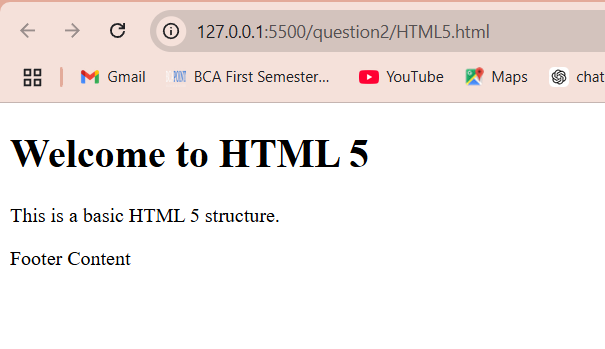 127.0.0.1:5500/question2/HTML5.html
Gmail BCA First Semester... YouTube Maps chat
Welcome to HTML 5
This is a basic HTML 5 structure.
Footer Content